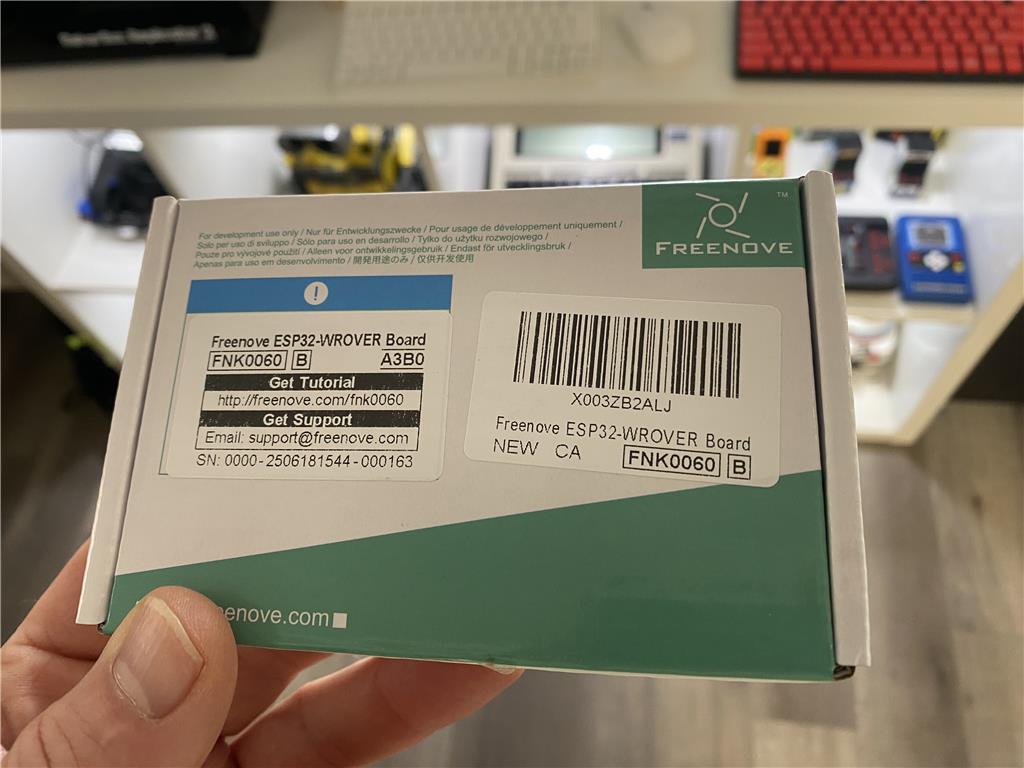 For development use only / Nur für Entwicklungszwecke / Pour usage de développement uniquement /
Solo per uso di sviluppo / Sólo para uso en desarrollo / Tylko do użytku rozwojowego /
Pouze pro vývojové použití / Alleen voor ontwikkelingsgebruik / Endast för utvecklingsbruk /
Apenas para uso em desenvolvimento / 開発用途のみ / 仅供开发使用
FREENOVE
TM
!
Freenove ESP32-WROVER Board
FNK0060 B A3B0
Get Tutorial
http://freenove.com/fnk0060
Get Support
Email: support@freenove.com
SN: 0000-2506181544-000163
X003ZB2ALJ
Freenove ESP32-WROVER Board
NEW CA FNK0060 B
enove.com